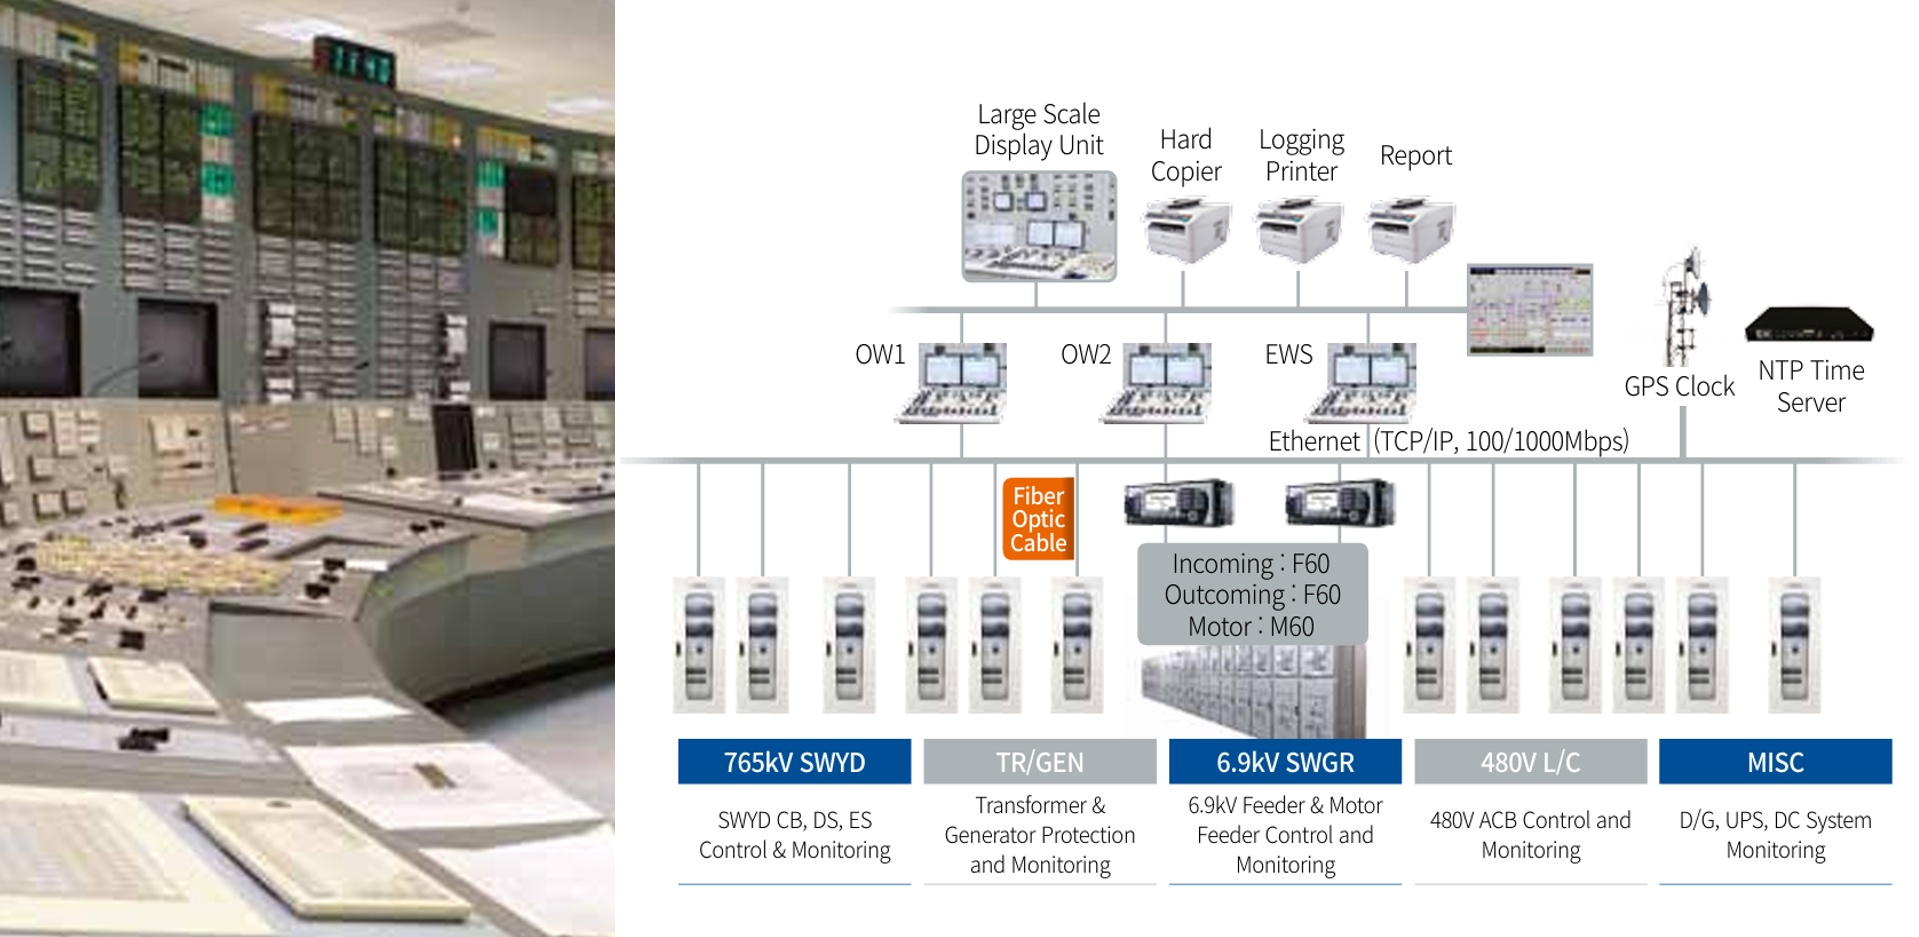 Large Scale
Display Unit
Hard
Copier
Logging
Printer
Report
OW1
OW2
EWS
GPS Clock
NTP Time
Server
Ethernet (TCP/IP, 100/1000Mbps)
Fiber
Optic
Cable
Incoming : F60
Outcoming : F60
Motor : M60
765kV SWYD
SWYD CB, DS, ES
Control & Monitoring
TR/GEN
Transformer &
Generator Protection
and Monitoring
6.9kV SWGR
6.9kV Feeder & Motor
Feeder Control and
Monitoring
480V L/C
480V ACB Control and
Monitoring
MISC
D/G, UPS, DC System
Monitoring